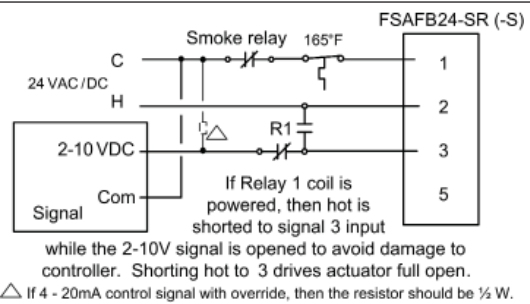 FSAFB24-SR (-S)
Smoke relay 165°F
C
1
24 VAC/DC
H
2
R1
2-10 VDC
3
If Relay 1 coil is
powered, then hot is
Com
5
Signal
shorted to signal 3 input
while the 2-10V signal is opened to avoid damage to
controller. Shorting hot to 3 drives actuator full open.
△ If 4 - 20mA control signal with override, then the resistor should be ½ W.